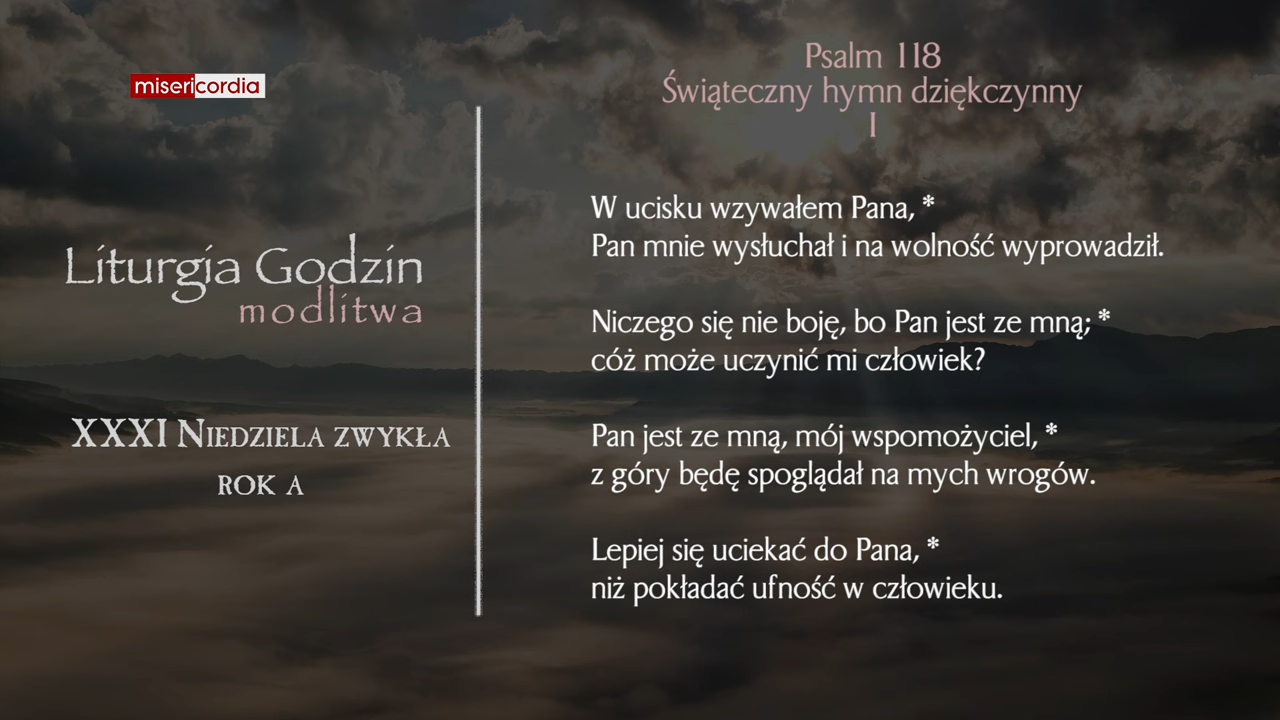 misericordia
Liturgia Godzin
modlitwa
XXXI Niedziela zwykła
rok A
Psalm 118
Świąteczny hymn dziękczynny
I
W ucisku wzywałem Pana, *
Pan mnie wysłuchał i na wolność wyprowadził.
Niczego się nie boję, bo Pan jest ze mną; *
cóż może uczynić mi człowiek?
Pan jest ze mną, mój wspomożyciel, *
z góry będę spoglądał na mych wrogów.
Lepiej się uciekać do Pana, *
niż pokładać ufność w człowieku.